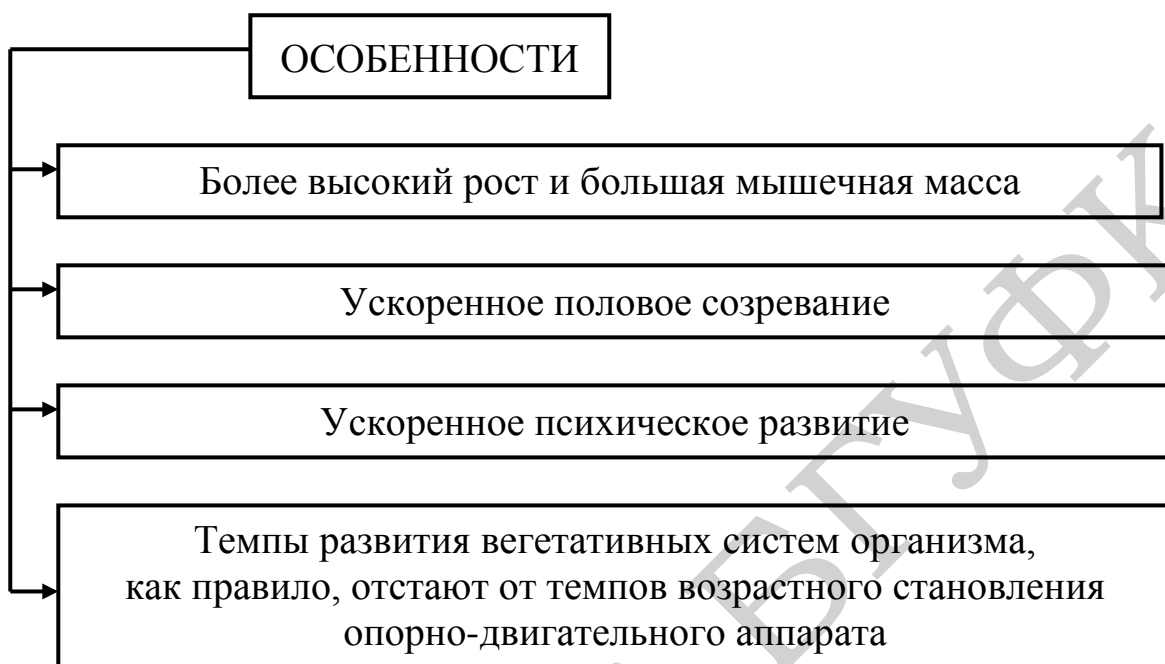 ОСОБЕННОСТИ
Более высокий рост и большая мышечная масса
Ускоренное половое созревание
Ускоренное психическое развитие
Темпы развития вегетативных систем организма,
как правило, отстают от темпов возрастного становления
опорно-двигательного аппарата
БГУФК